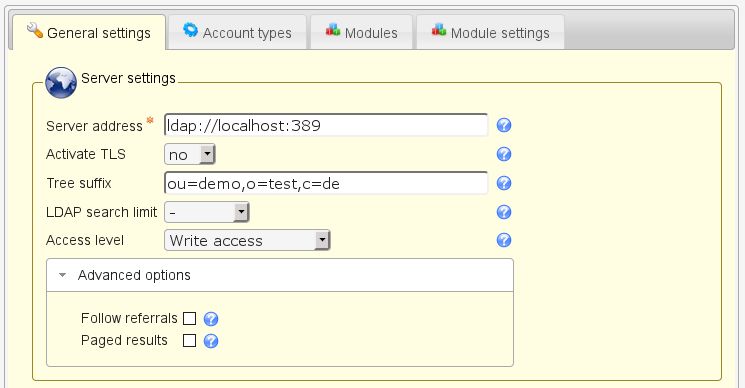 General settings Account types Modules Module settings
Server settings
Server address * ldap://localhost:389
Activate TLS no
Tree suffix ou=demo,o=test,c=de
LDAP search limit -
Access level Write access
Advanced options
Follow referrals
Paged results